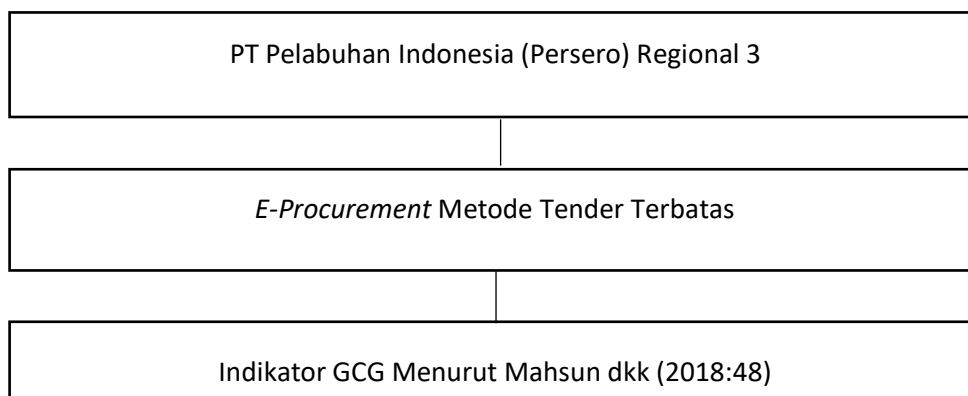 PT Pelabuhan Indonesia (Persero) Regional 3
E-Procurement Metode Tender Terbatas
Indikator GCG Menurut Mahsun dkk (2018:48)